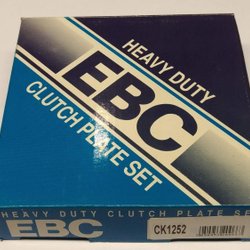 HEAVY DUTY
EBC
CLUTCH PLATE SET
HEAVY DUTY CLUTCH PLATE SET
EBC
CK1252